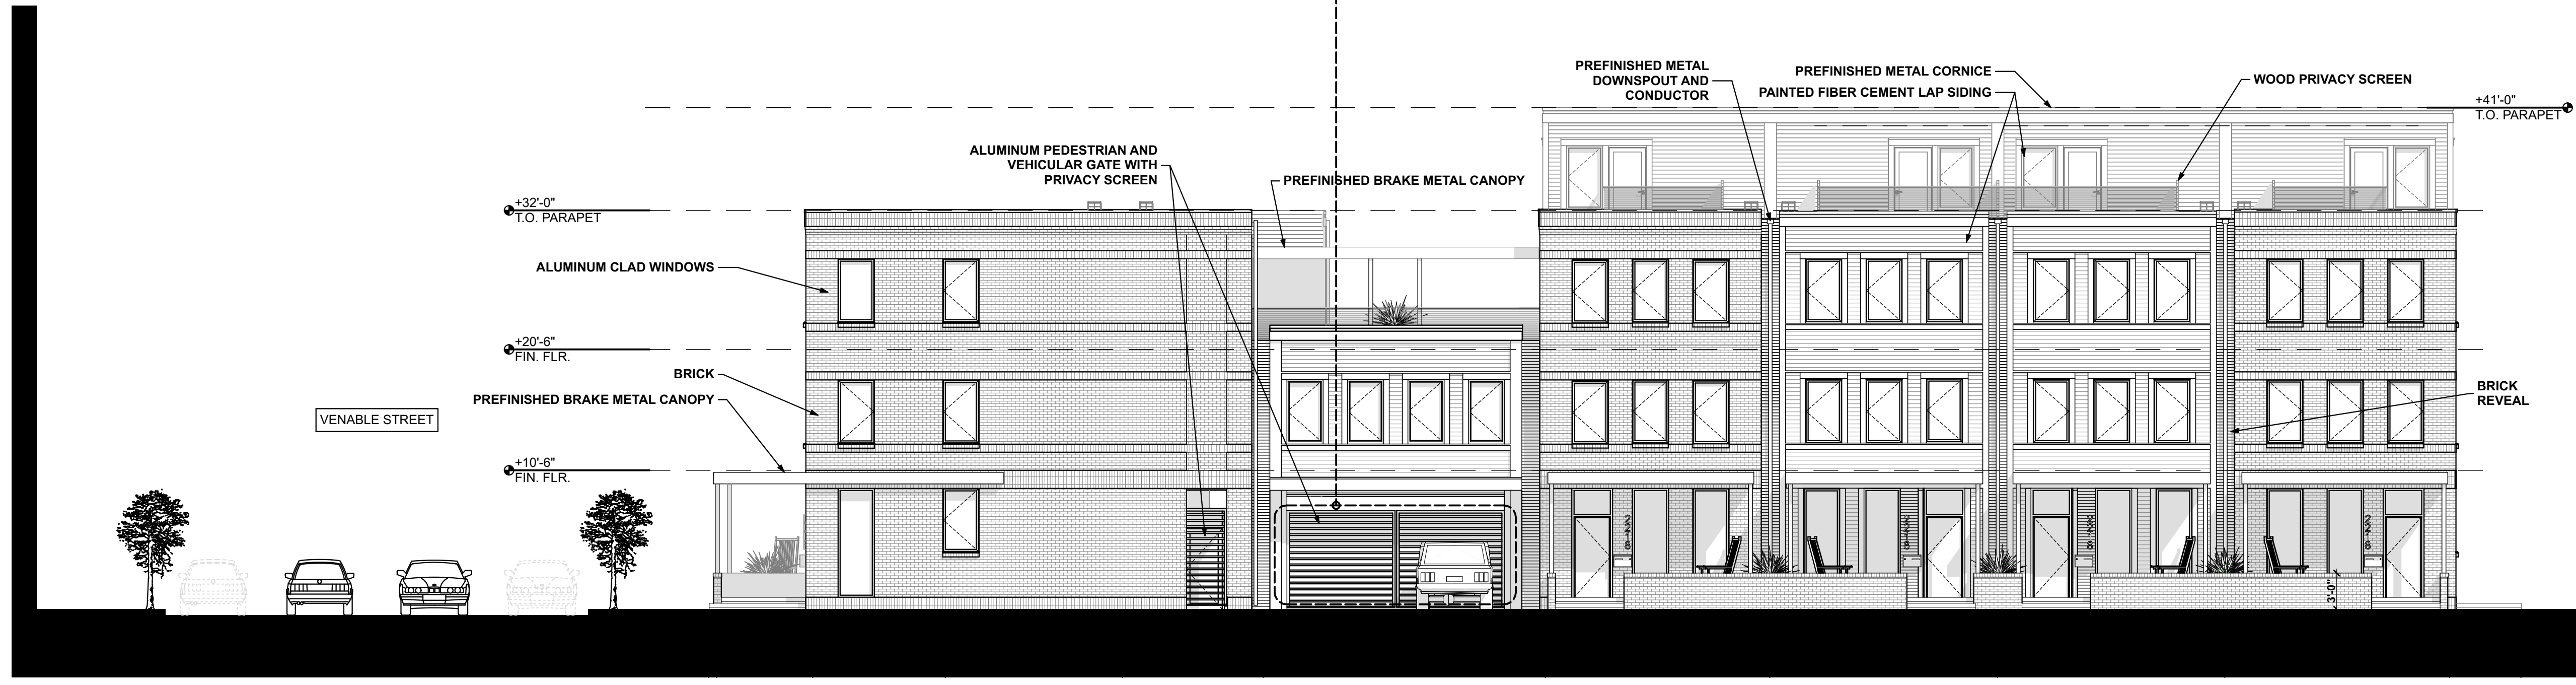 PREFINISHED METAL
DOWNSPOUT AND
CONDUCTOR
PREFINISHED METAL CORNICE
PAINTED FIBER CEMENT LAP SIDING
WOOD PRIVACY SCREEN
+41'-0"
T.O. PARAPET
ALUMINUM PEDESTRIAN AND
VEHICULAR GATE WITH
PRIVACY SCREEN
PREFINISHED BRAKE METAL CANOPY
+32'-0"
T.O. PARAPET
ALUMINUM CLAD WINDOWS
+20'-6"
FIN. FLR.
BRICK
PREFINISHED BRAKE METAL CANOPY
BRICK
REVEAL
VENABLE STREET
+10'-6"
FIN. FLR.
3'-0"